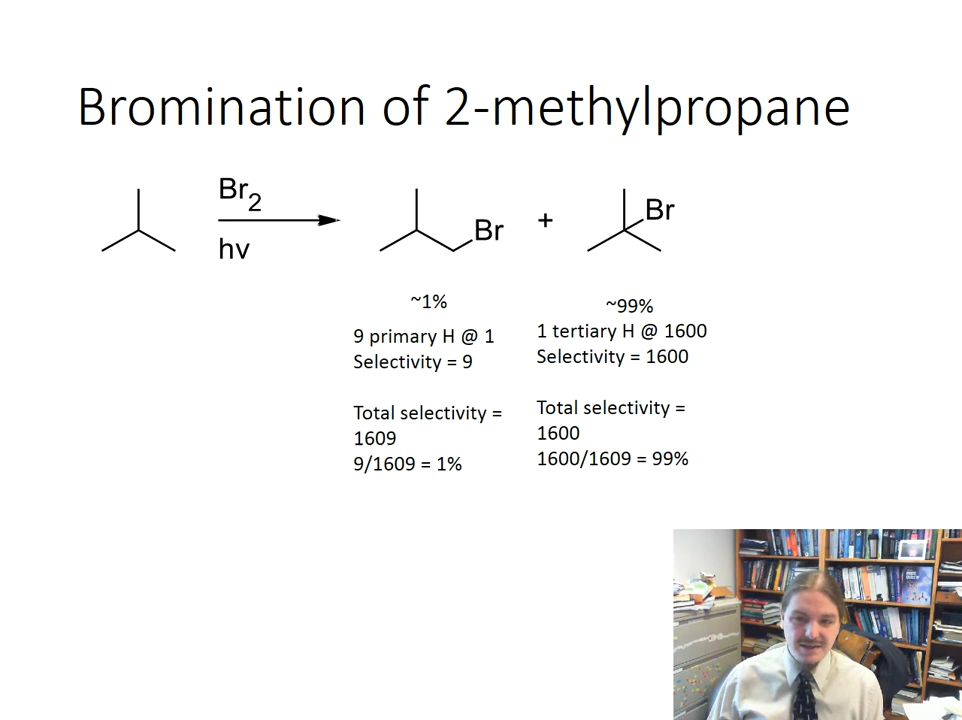 Bromination of 2-methylpropane
Br2
hν
Br
+
Br
~1%
9 primary H @ 1
Selectivity = 9
Total selectivity =
1609
9/1609 = 1%
~99%
1 tertiary H @ 1600
Selectivity = 1600
Total selectivity =
1600
1600/1609 = 99%